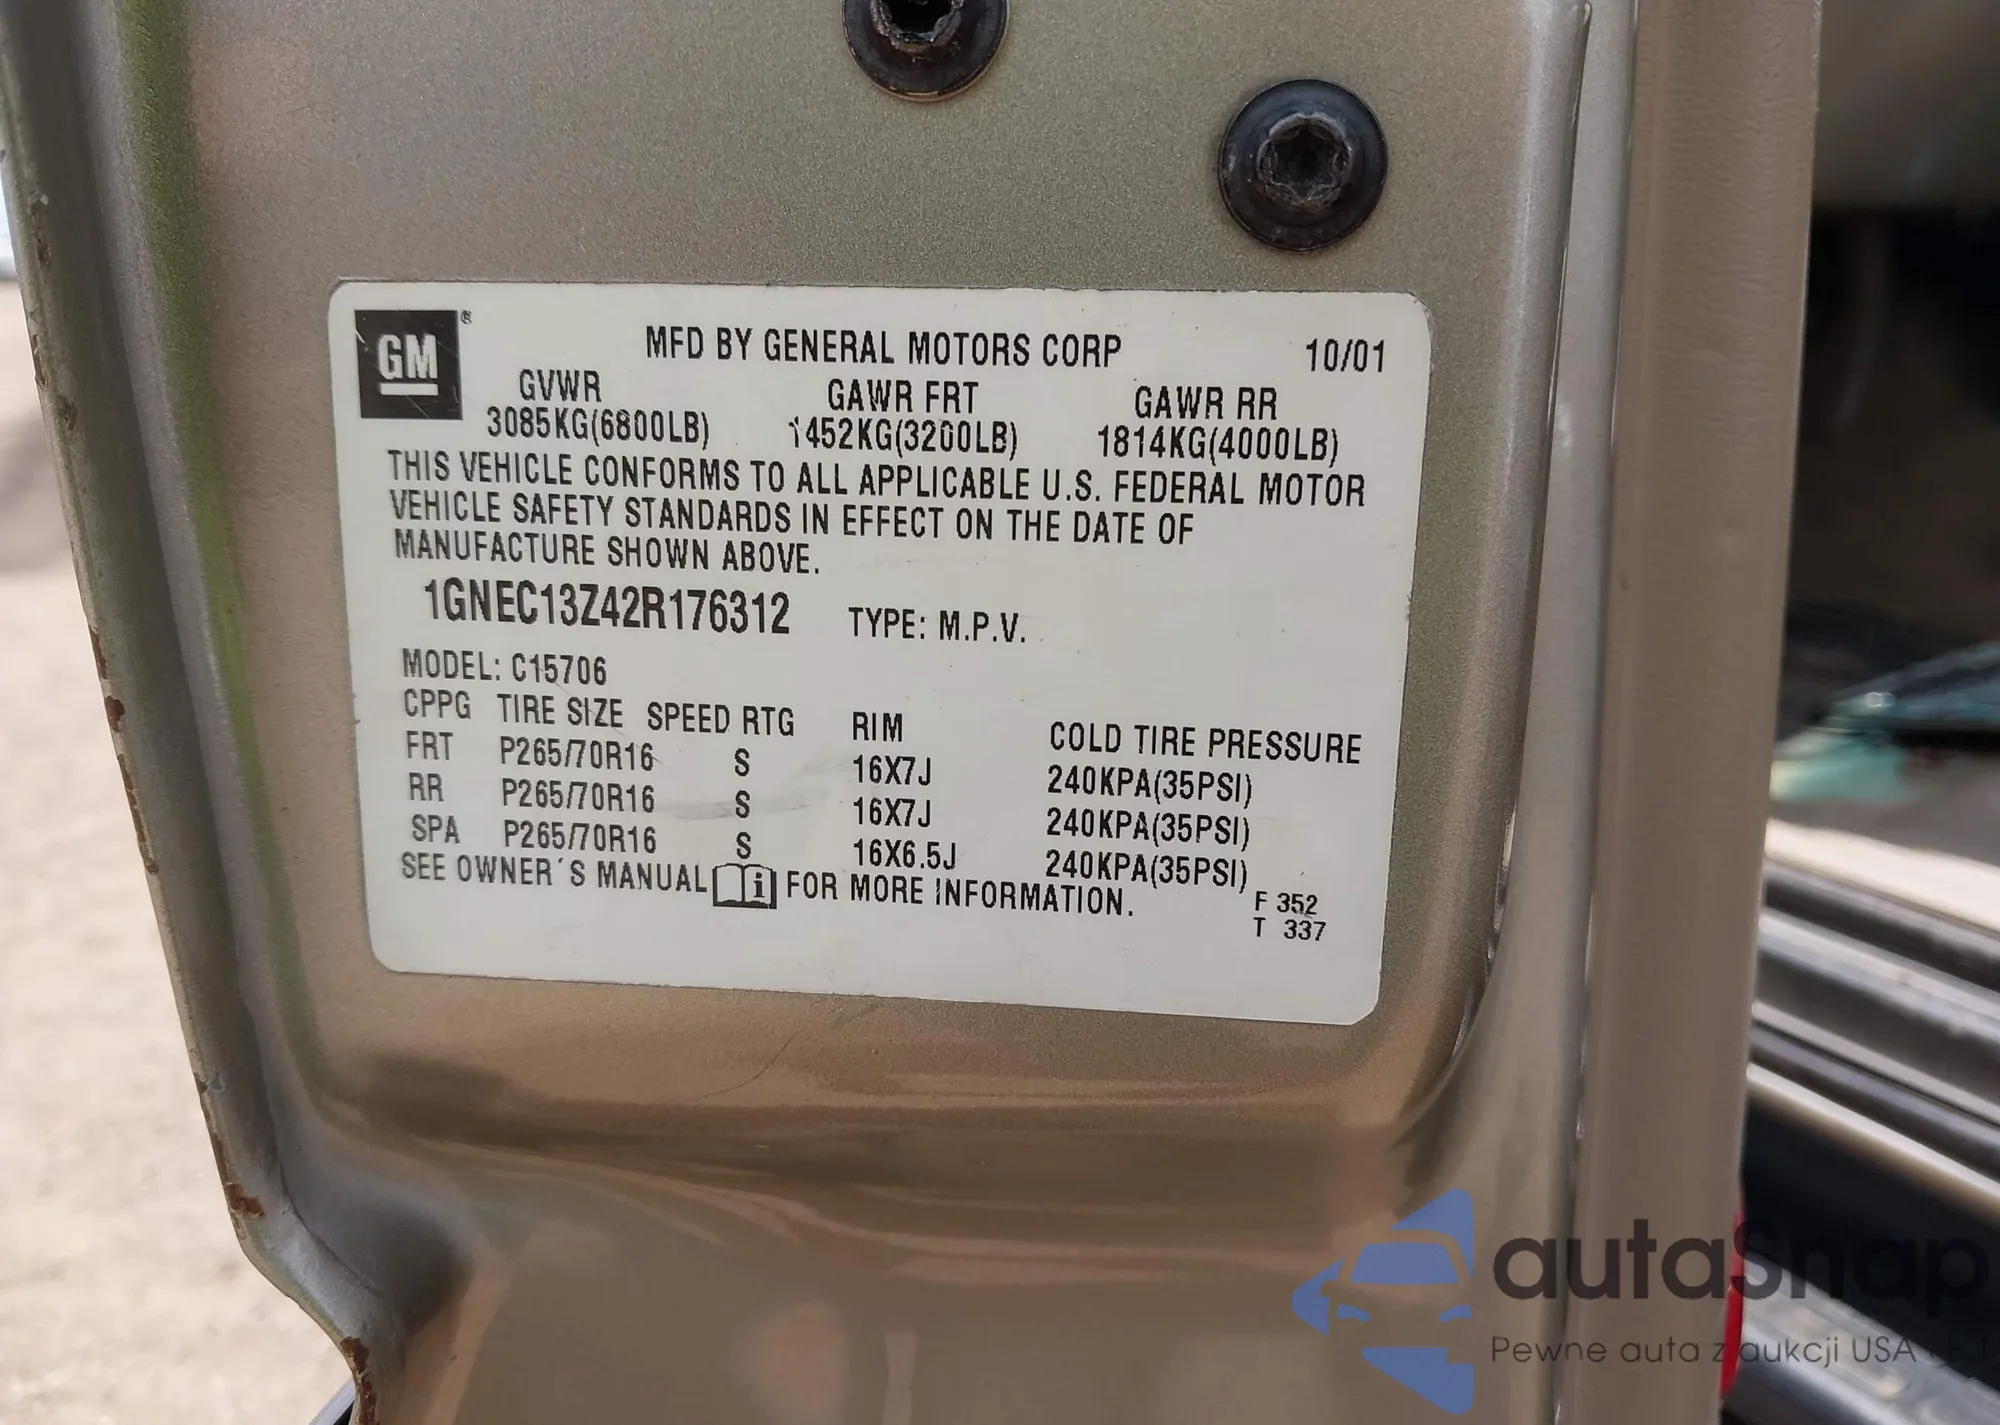 GM®
MFD BY GENERAL MOTORS CORP 10/01
GVWR GAWR FRT GAWR RR
3085KG(6800LB) 1452KG(3200LB) 1814KG(4000LB)
THIS VEHICLE CONFORMS TO ALL APPLICABLE U.S. FEDERAL MOTOR
VEHICLE SAFETY STANDARDS IN EFFECT ON THE DATE OF
MANUFACTURE SHOWN ABOVE.
1GNEC13Z42R176312 TYPE: M.P.V.
MODEL: C15706
CPPG TIRE SIZE SPEED RTG RIM COLD TIRE PRESSURE
FRT P265/70R16 S 16X7J 240KPA(35PSI)
RR P265/70R16 S 16X7J 240KPA(35PSI)
SPA P265/70R16 S 16X6.5J 240KPA(35PSI)
SEE OWNER´S MANUAL i FOR MORE INFORMATION.
F 352
T 337
autaSnap
Pewne auta z aukcji USA